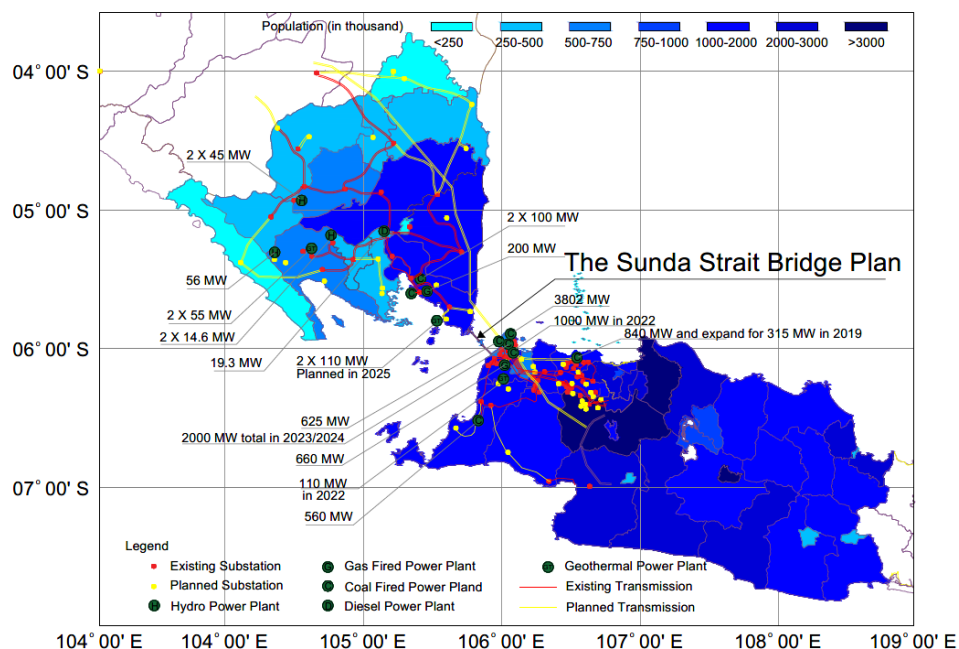 Population (in thousand)
<250 250-500 500-750 750-1000 1000-2000 2000-3000 >3000
04° 00' S
2 X 45 MW
05° 00' S
2 X 100 MW
200 MW
The Sunda Strait Bridge Plan
56 MW
2 X 55 MW
2 X 14.6 MW
19.3 MW
3802 MW
1000 MW in 2022
840 MW and expand for 315 MW in 2019
06° 00' S
2 X 110 MW
Planned in 2025
625 MW
2000 MW total in 2023/2024
660 MW
110 MW
in 2022
560 MW
07° 00' S
Legend
Existing Substation
Planned Substation
H Hydro Power Plant
G Gas Fired Power Plant
C Coal Fired Power Pland
D Diesel Power Plant
Geothermal Power Plant
Existing Transmission
Planned Transmission
104° 00' E 104° 00' E 105° 00' E 106° 00' E 107° 00' E 108° 00' E 109° 00' E